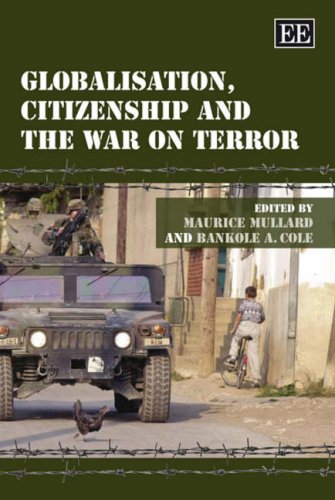 EE
GLOBALISATION,
CITIZENSHIP AND
THE WAR ON TERROR
EDITED BY
MAURICE MULLARD
AND BANKOLE A. COLE